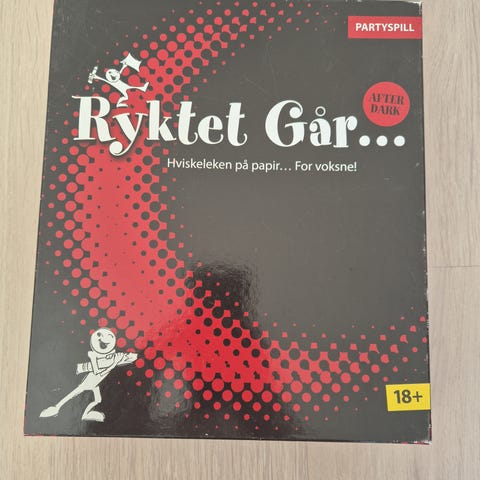 PARTYSPILL
AFTER
DARK
Ryktet Går...
Hviskeleken på papir... For voksne!
18+